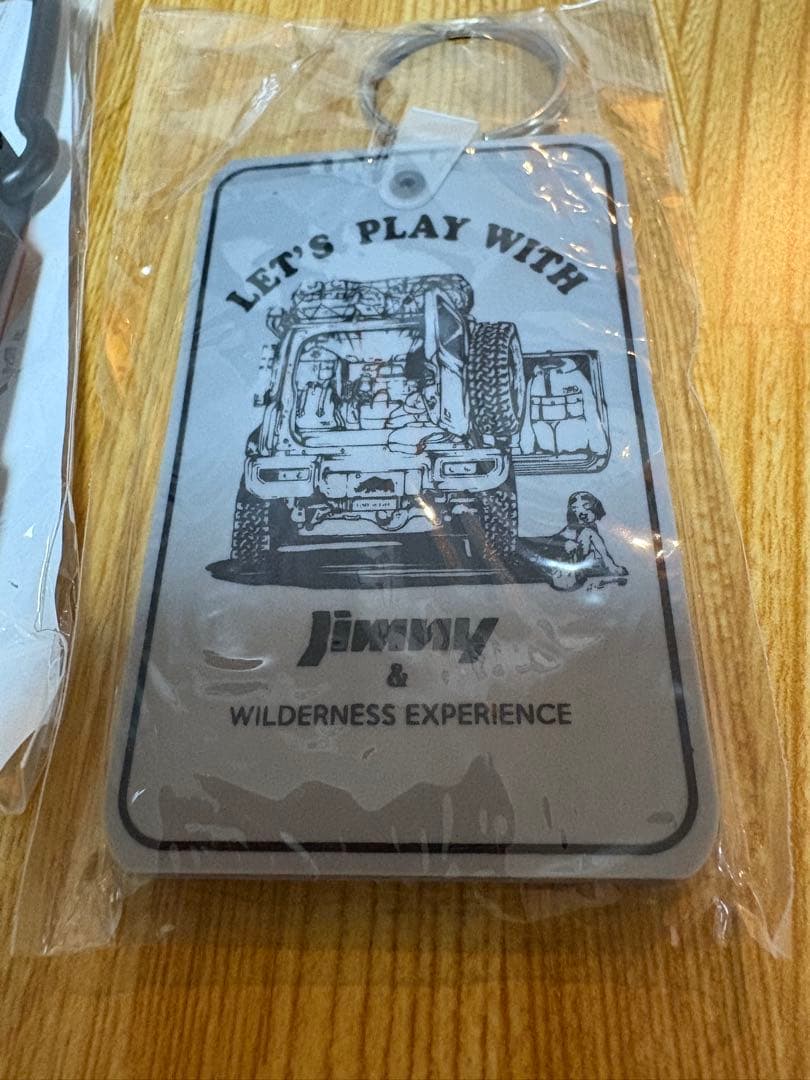 LET'S PLAY WITH
Jimny
&
WILDERNESS EXPERIENCE